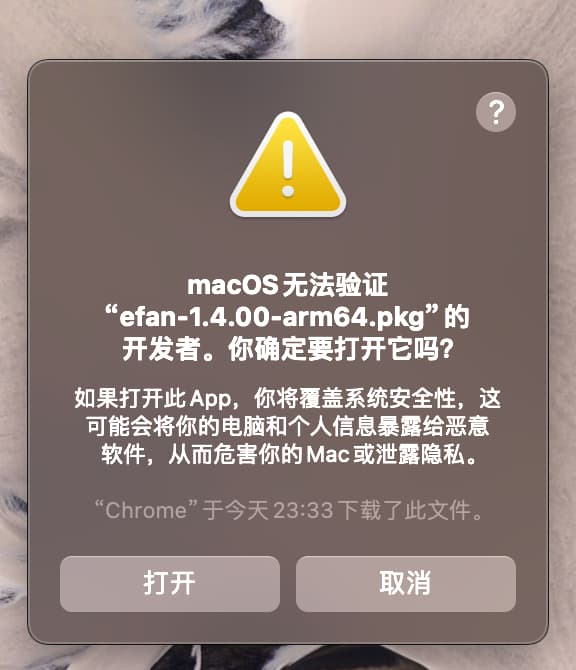 ?
macOS 无法验证
“efan-1.4.00-arm64.pkg”的
开发者。你确定要打开它吗？
如果打开此 App，你将覆盖系统安全性，这
可能会将你的电脑和个人信息暴露给恶意
软件，从而危害你的 Mac 或泄露隐私。
“Chrome”于今天 23:33 下载了此文件。
打开 取消